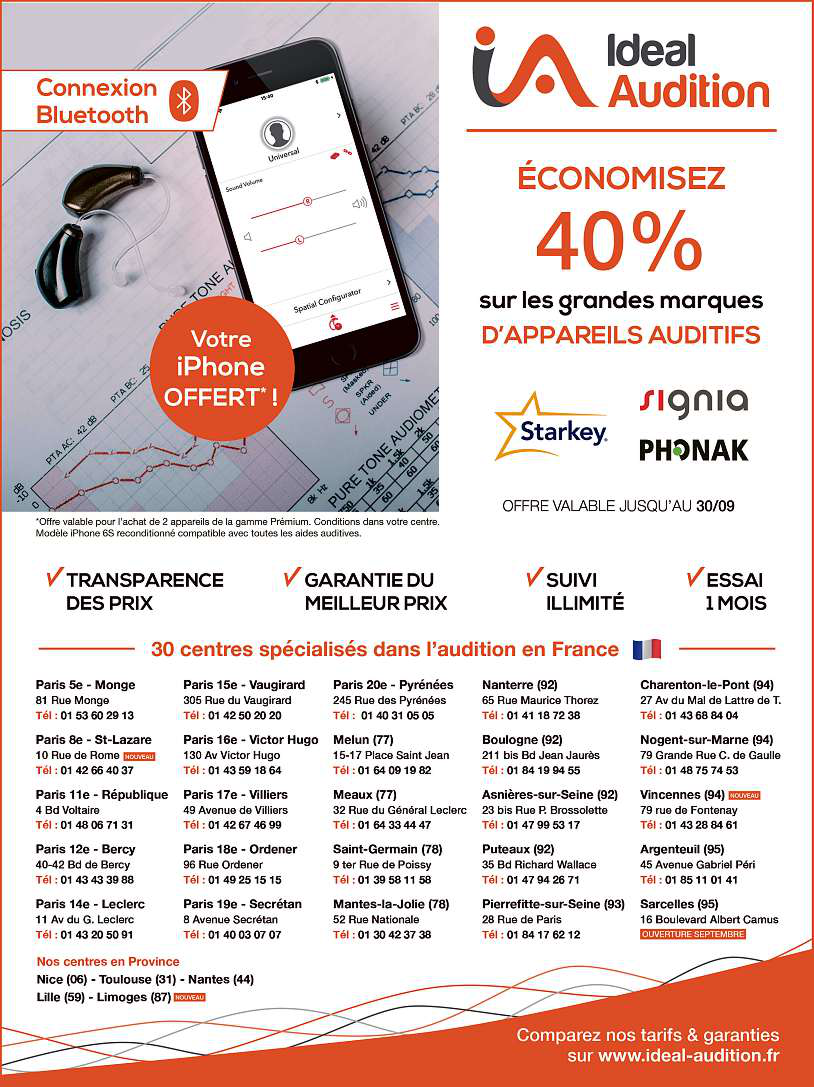 Connexion
Bluetooth
15:40
Universal
Sound Volume
R
L
Spatial Configurator
Votre
iPhone
OFFERT* !
PTA AC: 42 dB
PURE TONE AUDIOMET
(Masked)
SPKR
(Aided)
UNDER
dB
-10
8k Hz
*Offre valable pour l'achat de 2 appareils de la gamme Prémium. Conditions dans votre centre.
Modèle iPhone 6S reconditionné compatible avec toutes les aides auditives.
iA Ideal
Audition
ÉCONOMISEZ
40%
sur les grandes marques
D'APPAREILS AUDITIFS
Starkey
signia
PHONAK
OFFRE VALABLE JUSQU'AU 30/09
TRANSPARENCE
DES PRIX
GARANTIE DU
MEILLEUR PRIX
SUIVI
ILLIMITÉ
ESSAI
1 MOIS
30 centres spécialisés dans l'audition en France
Paris 5e - Monge
81 Rue Monge
Tél : 01 53 60 29 13
Paris 8e - St-Lazare
10 Rue de Rome NOUVEAU
Tél : 01 42 66 40 37
Paris 11e - République
4 Bd Voltaire
Tél : 01 48 06 71 31
Paris 12e - Bercy
40-42 Bd de Bercy
Tél : 01 43 43 39 88
Paris 14e - Leclerc
11 Av du G. Leclerc
Tél : 01 43 20 50 91
Paris 15e - Vaugirard
305 Rue du Vaugirard
Tél : 01 42 50 20 20
Paris 16e - Victor Hugo
130 Av Victor Hugo
Tél : 01 43 59 18 64
Paris 17e - Villiers
49 Avenue de Villiers
Tél : 01 42 67 46 99
Paris 18e - Ordener
96 Rue Ordener
Tél : 01 49 25 15 15
Paris 19e - Secrétan
8 Avenue Secrétan
Tél : 01 40 03 07 07
Paris 20e - Pyrénées
245 Rue des Pyrénées
Tél : 01 40 31 05 05
Melun (77)
15-17 Place Saint Jean
Tél : 01 64 09 19 82
Meaux (77)
32 Rue du Général Leclerc
Tél : 01 64 33 44 47
Saint-Germain (78)
9 ter Rue de Poissy
Tél : 01 39 58 11 58
Mantes-la-Jolie (78)
52 Rue Nationale
Tél : 01 30 42 37 38
Nanterre (92)
65 Rue Maurice Thorez
Tél : 01 41 18 72 38
Boulogne (92)
211 bis Bd Jean Jaurès
Tél : 01 84 19 94 55
Asnières-sur-Seine (92)
23 bis Rue P. Brossolette
Tél : 01 47 99 53 17
Puteaux (92)
35 Bd Richard Wallace
Tél : 01 47 94 26 71
Pierrefitte-sur-Seine (93)
28 Rue de Paris
Tél : 01 84 17 62 12
Charenton-le-Pont (94)
27 Av du Mal de Lattre de T.
Tél : 01 43 68 84 04
Nogent-sur-Marne (94)
79 Grande Rue C. de Gaulle
Tél : 01 48 75 74 53
Vincennes (94) NOUVEAU
79 rue de Fontenay
Tél : 01 43 28 84 61
Argenteuil (95)
45 Avenue Gabriel Péri
Tél : 01 85 11 01 41
Sarcelles (95)
16 Boulevard Albert Camus
OUVERTURE SEPTEMBRE
Nos centres en Province
Nice (06) - Toulouse (31) - Nantes (44)
Lille (59) - Limoges (87) NOUVEAU
Comparez nos tarifs & garanties
sur www.ideal-audition.fr